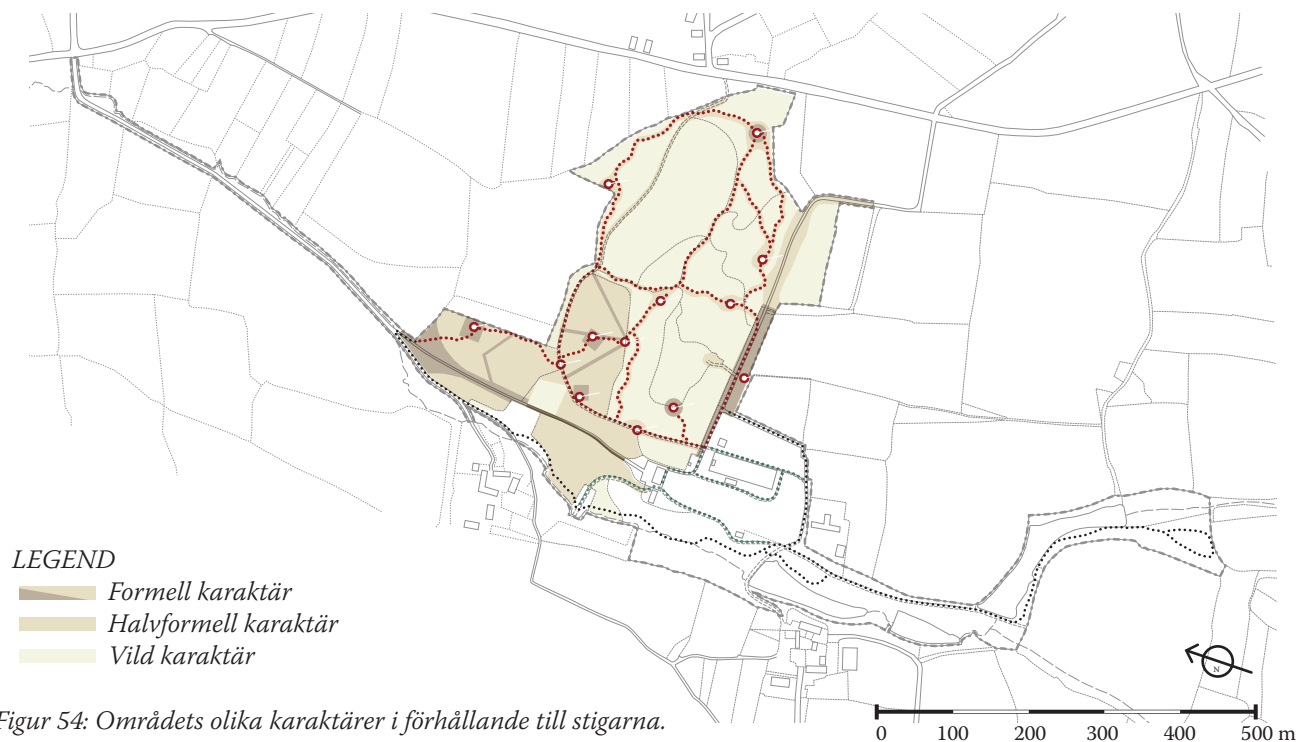 LEGEND
Formell karaktär
Halvformell karaktär
Vild karaktär
N
Figur 54: Områdets olika karaktärer i förhållande till stigarna.
0 100 200 300 400 500 m